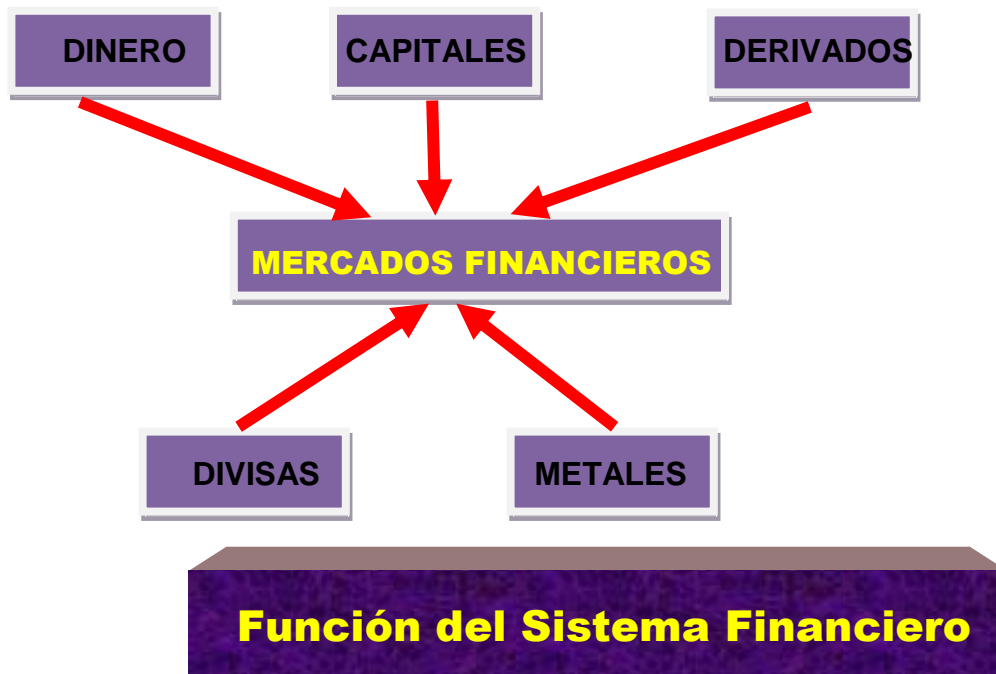 DINERO
CAPITALES
DERIVADOS
MERCADOS FINANCIEROS
DIVISAS
METALES
Función del Sistema Financiero